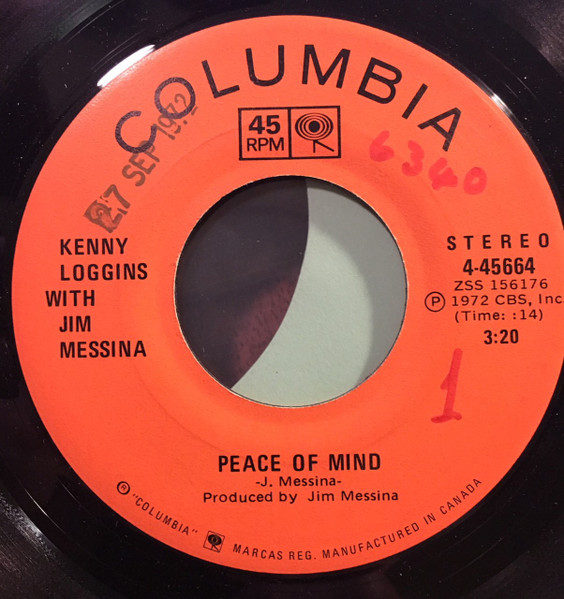 COLUMBIA
45
RPM
27 SEP 1972
6340
KENNY
LOGGINS
WITH
JIM
MESSINA
STEREO
4-45664
ZSS 156176
Ⓟ 1972 CBS, Inc.
(Time: :14)
3:20
1
PEACE OF MIND
-J. Messina-
Produced by Jim Messina
® "COLUMBIA" MARCAS REG. MANUFACTURED IN CANADA